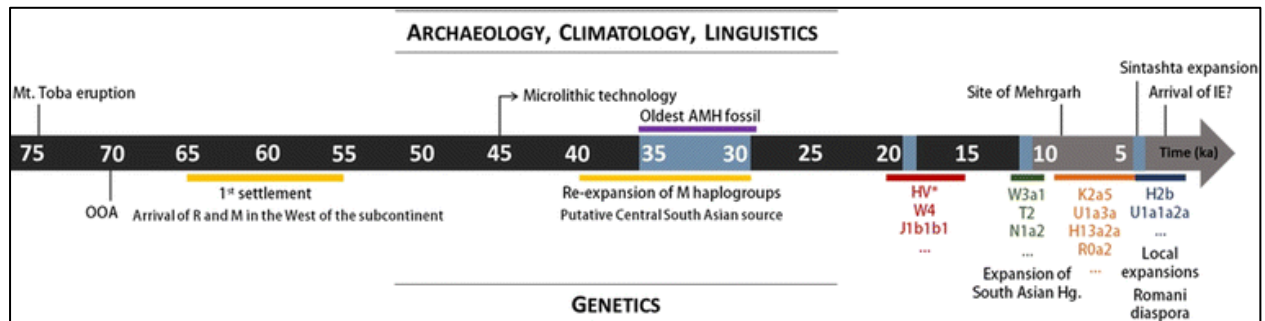 ARCHAEOLOGY, CLIMATOLOGY, LINGUISTICS
Sintashta expansion
Mt. Toba eruption
Microlithic technology
Site of Mehrgarh
Arrival of IE?
Oldest AMH fossil
75 70 65 60 55 50 45 40 35 30 25 20 15 10 5 Time (ka)
OOA
1st settlement
Arrival of R and M in the West of the subcontinent
Re-expansion of M haplogroups
Putative Central South Asian source
HV*
W4
J1b1b1
...
W3a1
T2
N1a2
...
Expansion of
South Asian Hg.
K2a5
U1a3a
H13a2a
R0a2
...
H2b
U1a1a2a
...
Local
expansions
Romani
diaspora
GENETICS